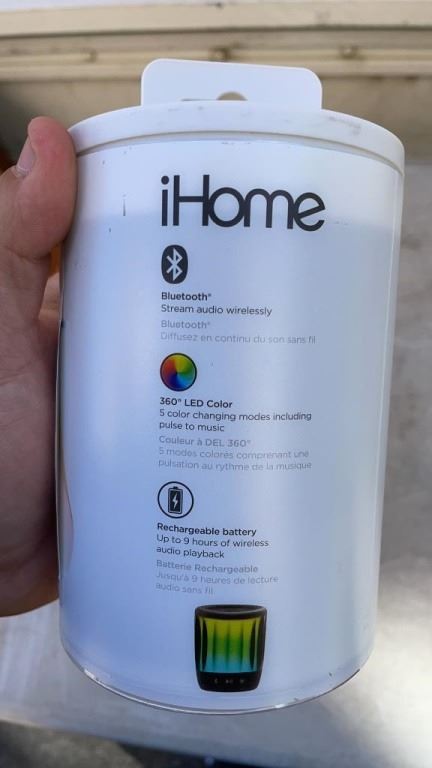 iHome
Bluetooth®
Stream audio wirelessly
Bluetooth®
Diffusez en continu du son sans fil
360° LED Color
5 color changing modes including
pulse to music
Couleur à DEL 360°
5 modes colorés comprenant une
pulsation au rythme de la musique
Rechargeable battery
Up to 9 hours of wireless
audio playback
Batterie Rechargeable
Jusqu'à 9 heures de lecture
audio sans fil